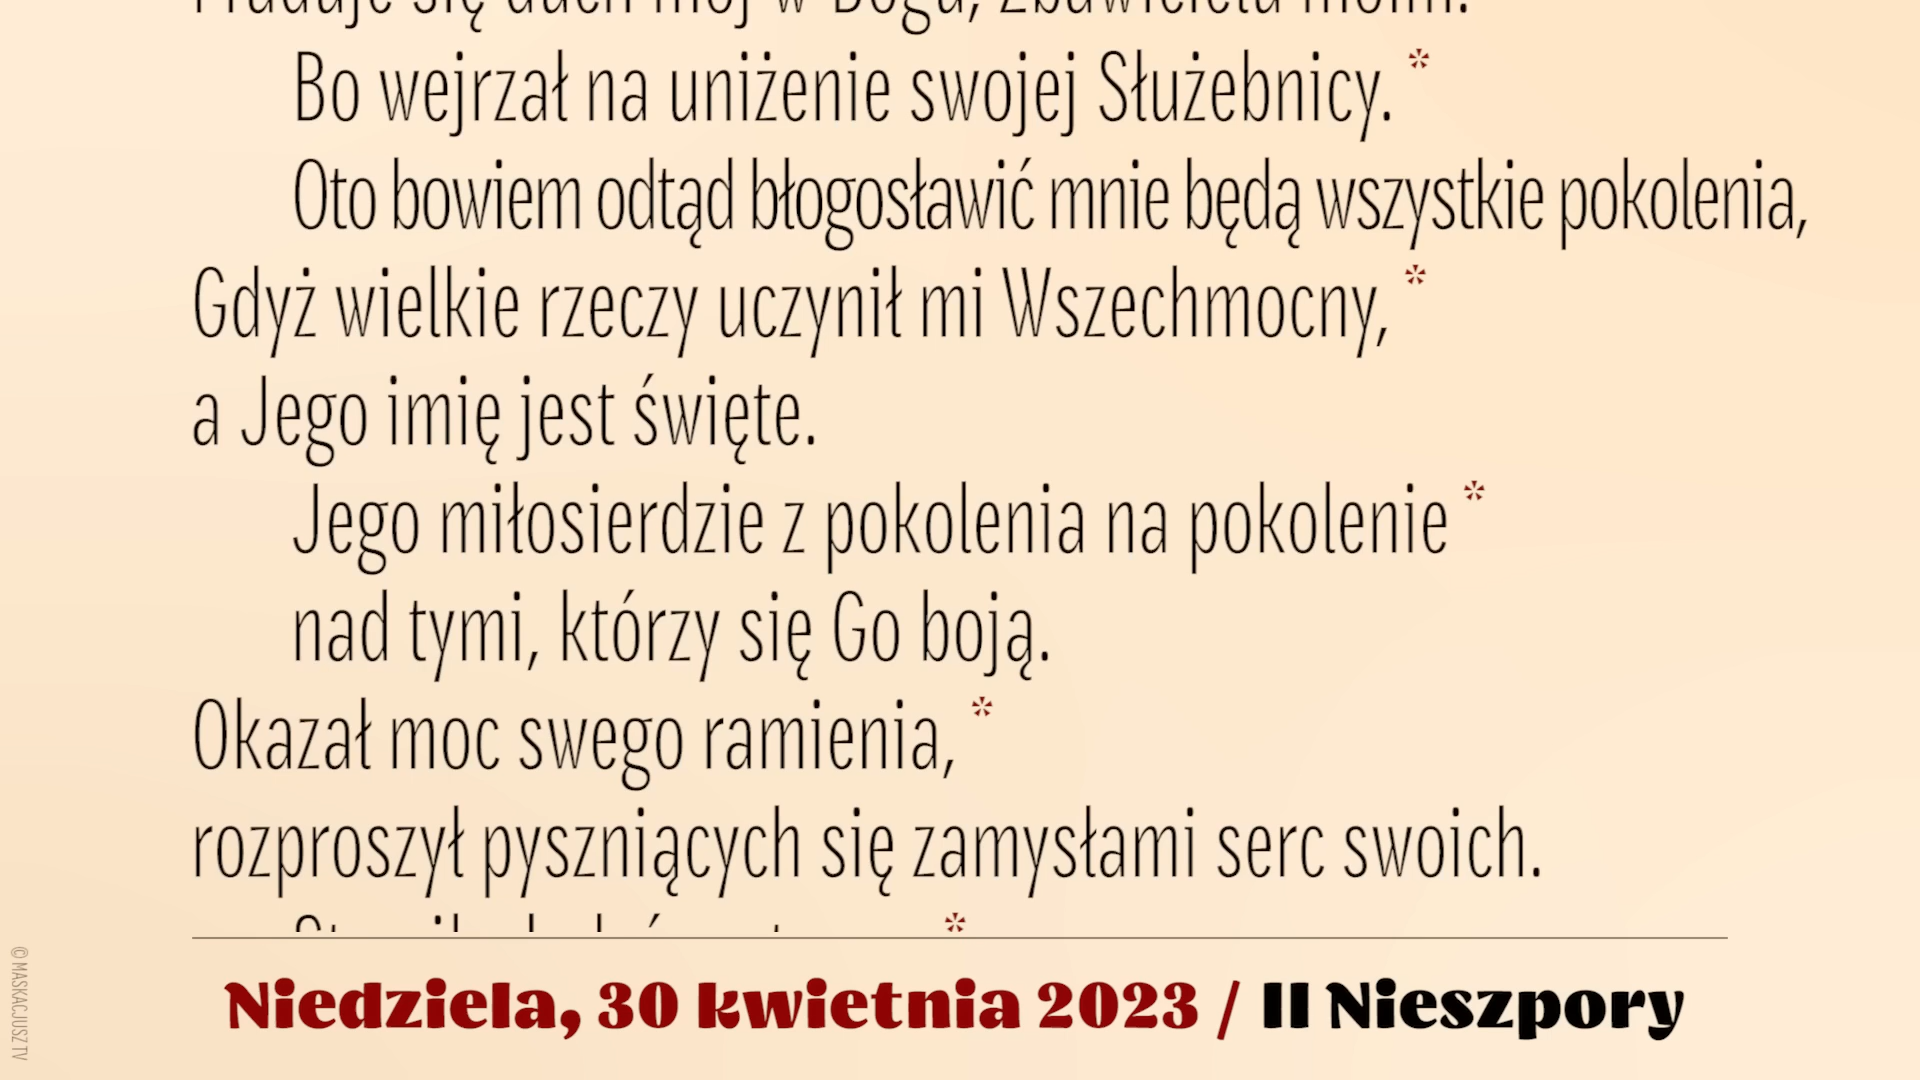 Bo wejrzał na uniżenie swojej Służebnicy. *
Oto bowiem odtąd błogosławić mnie będą wszystkie pokolenia,
Gdyż wielkie rzeczy uczynił mi Wszechmocny, *
a Jego imię jest święte.
Jego miłosierdzie z pokolenia na pokolenie *
nad tymi, którzy się Go boją.
Okazał moc swego ramienia, *
rozproszył pyszniących się zamysłami serc swoich.
*
Niedziela, 30 kwietnia 2023 / II Nieszpory
© MASKACJUSZ TV